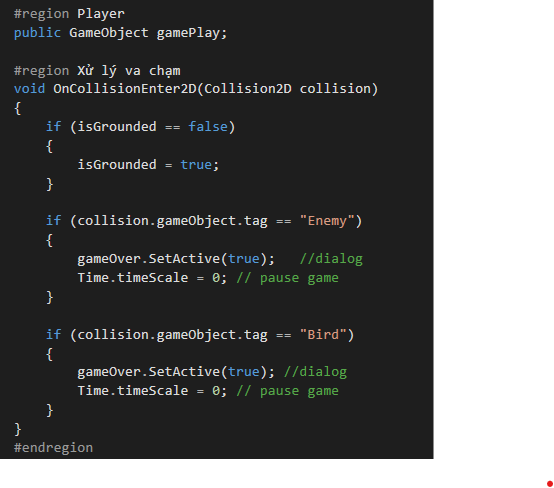 #region Player
public GameObject gamePlay;
#region Xử lý va chạm
void OnCollisionEnter2D(Collision2D collision)
{
if (isGrounded == false)
{
isGrounded = true;
}
if (collision.gameObject.tag == "Enemy")
{
gameOver.SetActive(true);   //dialog
Time.timeScale = 0; // pause game
}
if (collision.gameObject.tag == "Bird")
{
gameOver.SetActive(true); //dialog
Time.timeScale = 0; // pause game
}
}
#endregion